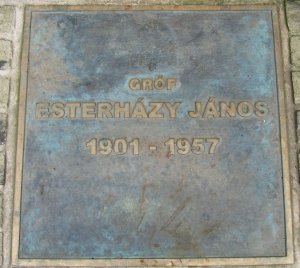 GRÓF
ESTERHÁZY JÁNOS
1901 - 1957